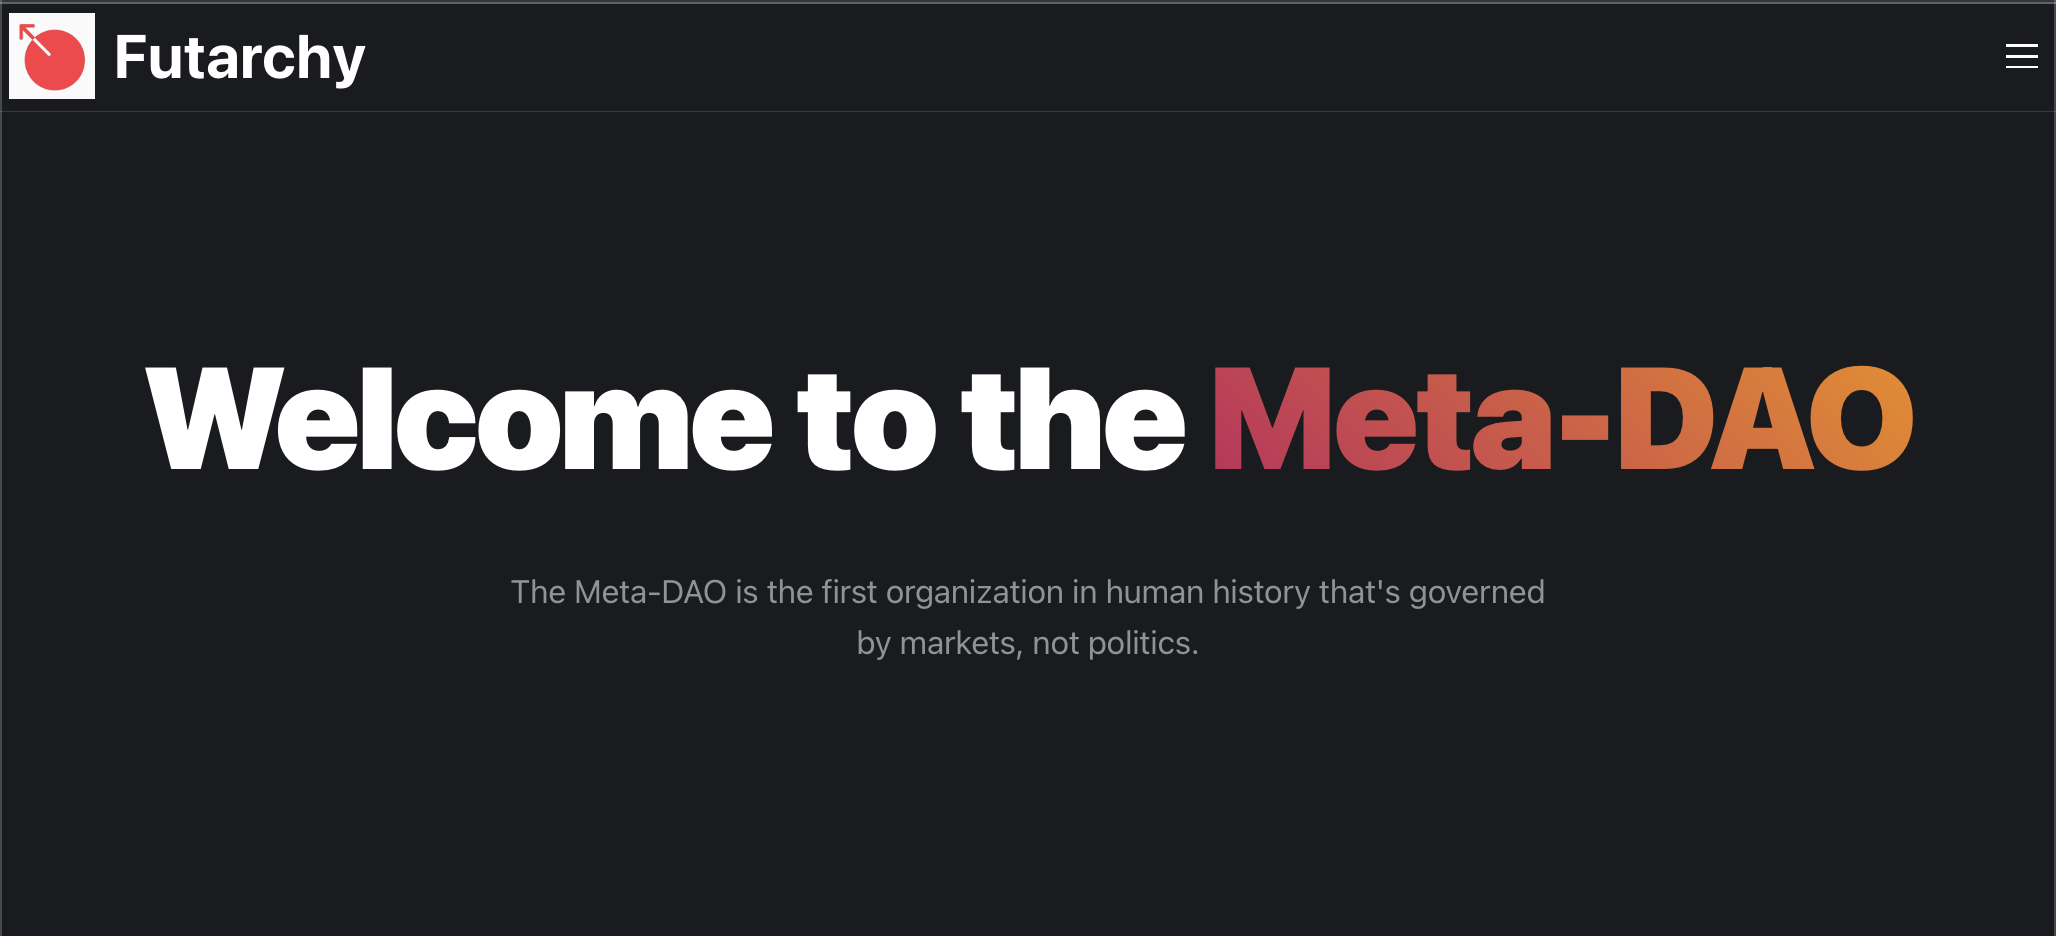 Futarchy
Welcome to the Meta-DAO
The Meta-DAO is the first organization in human history that's governed
by markets, not politics.